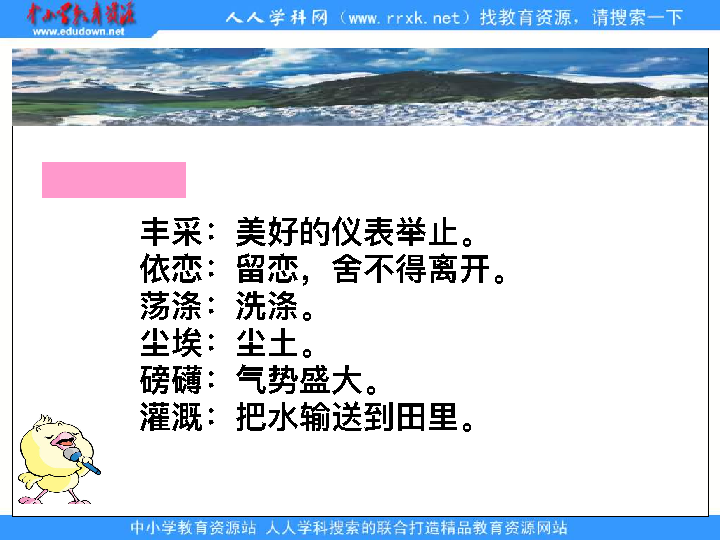 中小学教育资源
www.edudown.net
人人学科网（www.rrxk.net）找教育资源，请搜索一下
丰采：美好的仪表举止。
依恋：留恋，舍不得离开。
荡涤：洗涤。
尘埃：尘土。
磅礴：气势盛大。
灌溉：把水输送到田里。
中小学教育资源站 人人学科搜索的联合打造精品教育资源网站